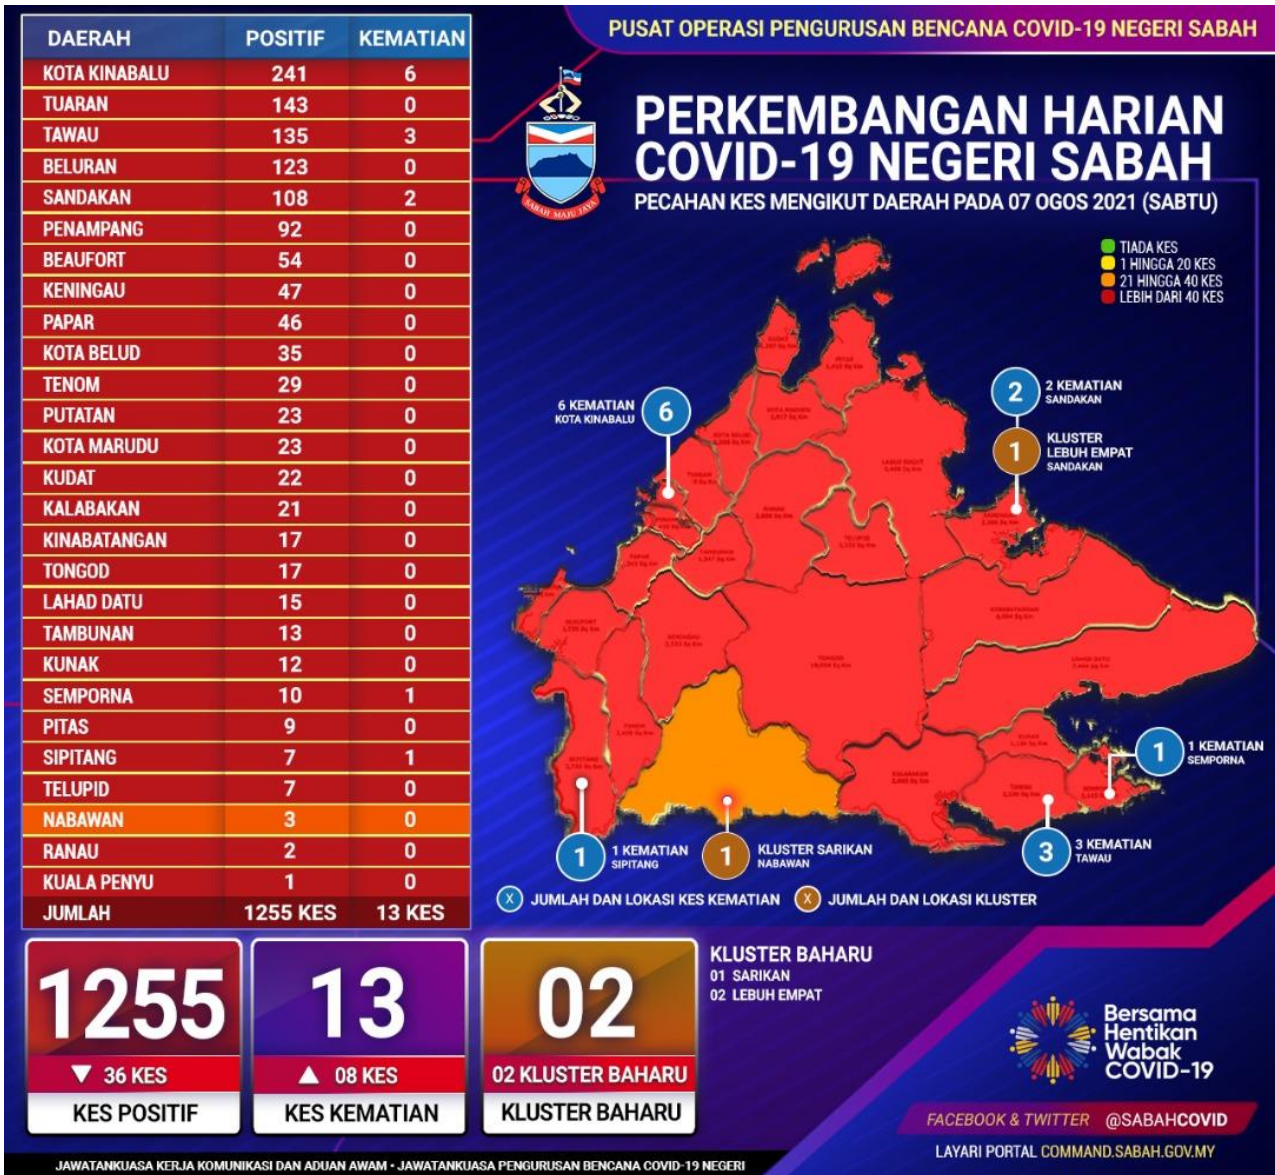 DAERAH POSITIF KEMATIAN
KOTA KINABALU 241 6
TUARAN 143 0
TAWAU 135 3
BELURAN 123 0
SANDAKAN 108 2
PENAMPANG 92 0
BEAUFORT 54 0
KENINGAU 47 0
PAPAR 46 0
KOTA BELUD 35 0
TENOM 29 0
PUTATAN 23 0
KOTA MARUDU 23 0
KUDAT 22 0
KALABAKAN 21 0
KINABATANGAN 17 0
TONGOD 17 0
LAHAD DATU 15 0
TAMBUNAN 13 0
KUNAK 12 0
SEMPORNA 10 1
PITAS 9 0
SIPITANG 7 1
TELUPID 7 0
NABAWAN 3 0
RANAU 2 0
KUALA PENYU 1 0
JUMLAH 1255 KES 13 KES
PUSAT OPERASI PENGURUSAN BENCANA COVID-19 NEGERI SABAH
SABAH MAJU JAYA
PERKEMBANGAN HARIAN
COVID-19 NEGERI SABAH
PECAHAN KES MENGIKUT DAERAH PADA 07 OGOS 2021 (SABTU)
TIADA KES
1 HINGGA 20 KES
21 HINGGA 40 KES
LEBIH DARI 40 KES
6 KEMATIAN
KOTA KINABALU
6
2
2 KEMATIAN
SANDAKAN
1
KLUSTER
LEBUH EMPAT
SANDAKAN
1
1 KEMATIAN
SEMPORNA
1
1 KEMATIAN
SIPITANG
1
KLUSTER SARIKAN
NABAWAN
3
3 KEMATIAN
TAWAU
X JUMLAH DAN LOKASI KES KEMATIAN
X JUMLAH DAN LOKASI KLUSTER
1255
▼ 36 KES
KES POSITIF
13
▲ 08 KES
KES KEMATIAN
02
02 KLUSTER BAHARU
KLUSTER BAHARU
KLUSTER BAHARU
01 SARIKAN
02 LEBUH EMPAT
Bersama
Hentikan
Wabak
COVID-19
FACEBOOK & TWITTER @SABAHCOVID
LAYARI PORTAL COMMAND.SABAH.GOV.MY
JAWATANKUASA KERJA KOMUNIKASI DAN ADUAN AWAM • JAWATANKUASA PENGURUSAN BENCANA COVID-19 NEGERI